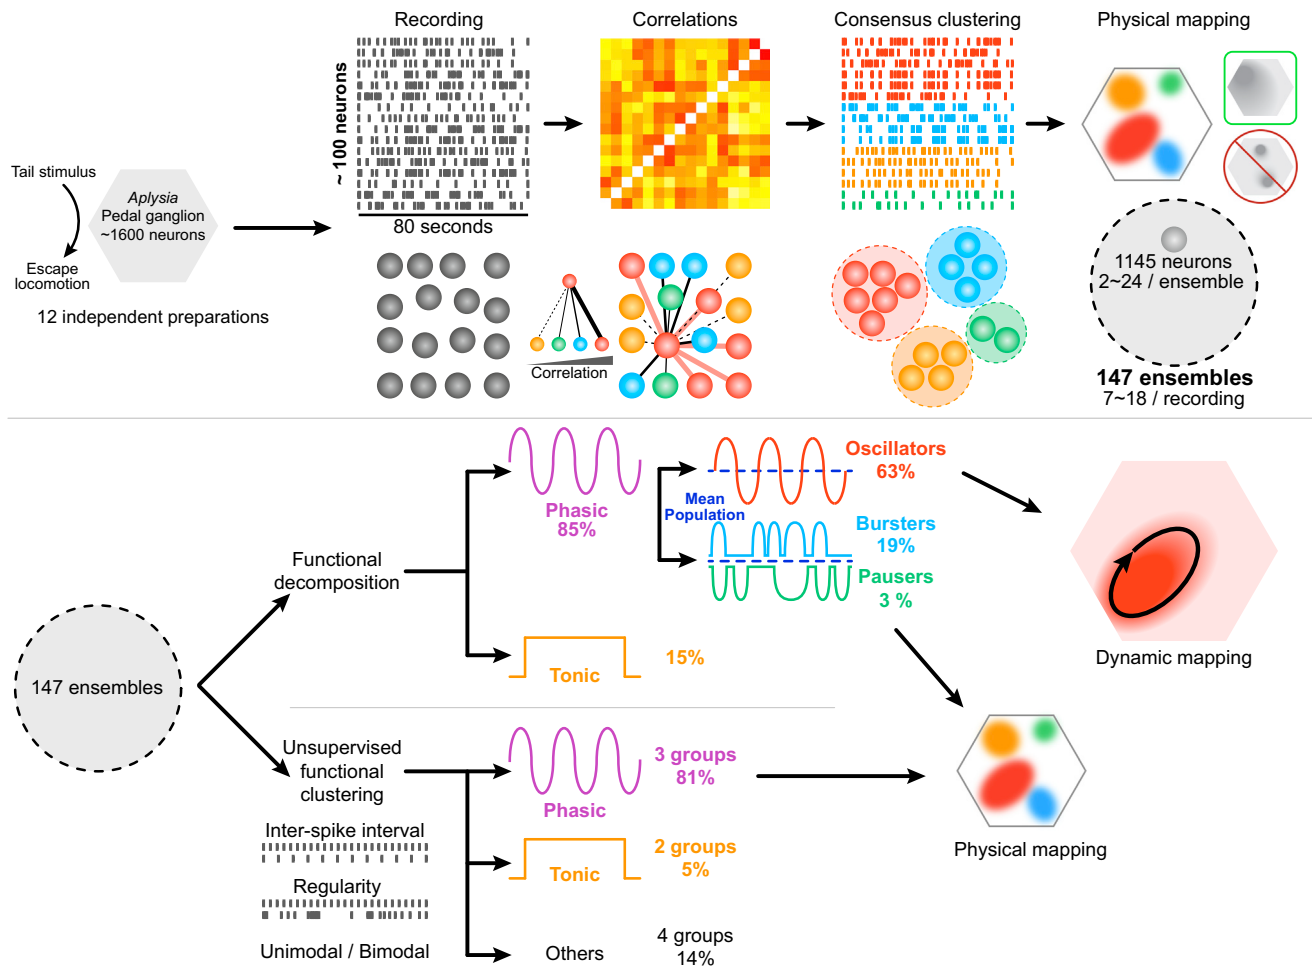 Recording
Correlations
Consensus clustering
Physical mapping
~ 100 neurons
80 seconds
Tail stimulus
Aplysia
Pedal ganglion
~1600 neurons
Escape
locomotion
12 independent preparations
Correlation
1145 neurons
2~24 / ensemble
147 ensembles
7~18 / recording
147 ensembles
Functional
decomposition
Phasic
85%
Mean
Population
Oscillators
63%
Bursters
19%
Pausers
3 %
Tonic
15%
Dynamic mapping
Unsupervised
functional
clustering
Inter-spike interval
Regularity
Unimodal / Bimodal
Phasic
3 groups
81%
Tonic
2 groups
5%
Others
4 groups
14%
Physical mapping